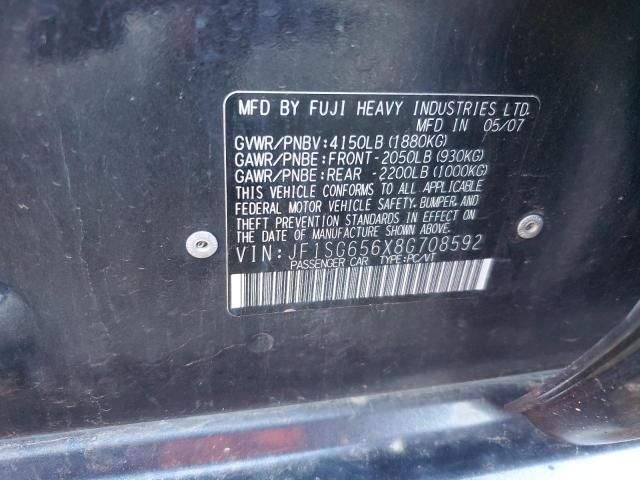 MFD BY FUJI HEAVY INDUSTRIES LTD.
MFD IN 05/07
GVWR/PNBV:4150LB(1880KG)
GAWR/PNBE:FRONT-2050LB(930KG)
GAWR/PNBE:REAR -2200LB(1000KG)
THIS VEHICLE CONFORMS TO ALL APPLICABLE
FEDERAL MOTOR VEHICLE SAFETY, BUMPER, AND
THEFT PREVENTION STANDARDS IN EFFECT ON
THE DATE OF MANUFACTURE SHOWN ABOVE.
VIN:JF1SG656X8G708592
PASSENGER CAR TYPE:PC/VT